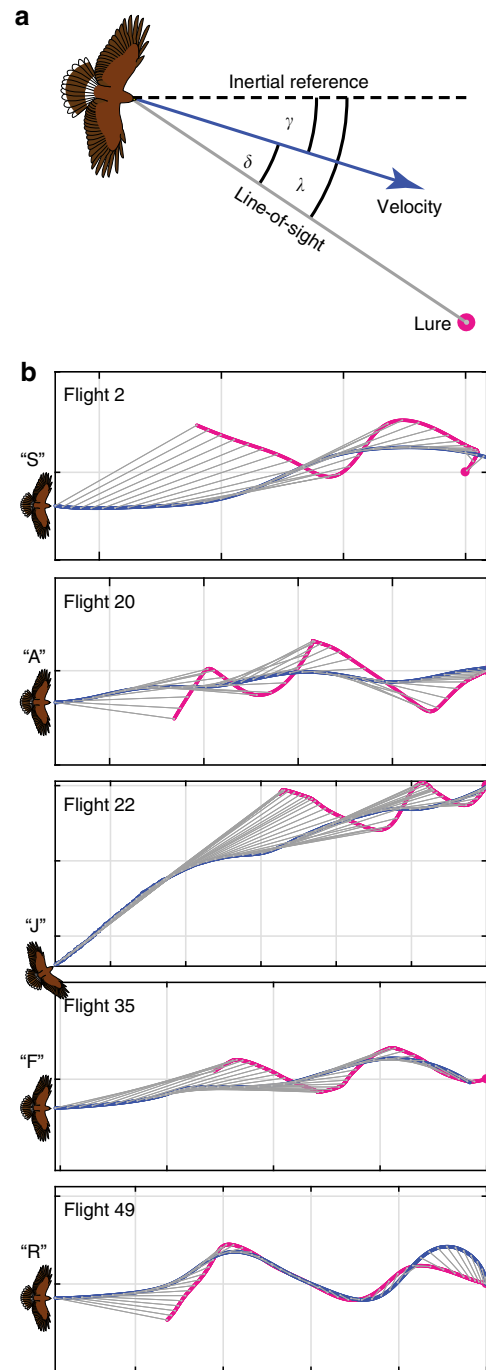 a
Inertial reference
γ
δ
λ
Velocity
Line-of-sight
Lure
b
Flight 2
"S"
Flight 20
"A"
Flight 22
"J"
Flight 35
"F"
Flight 49
"R"